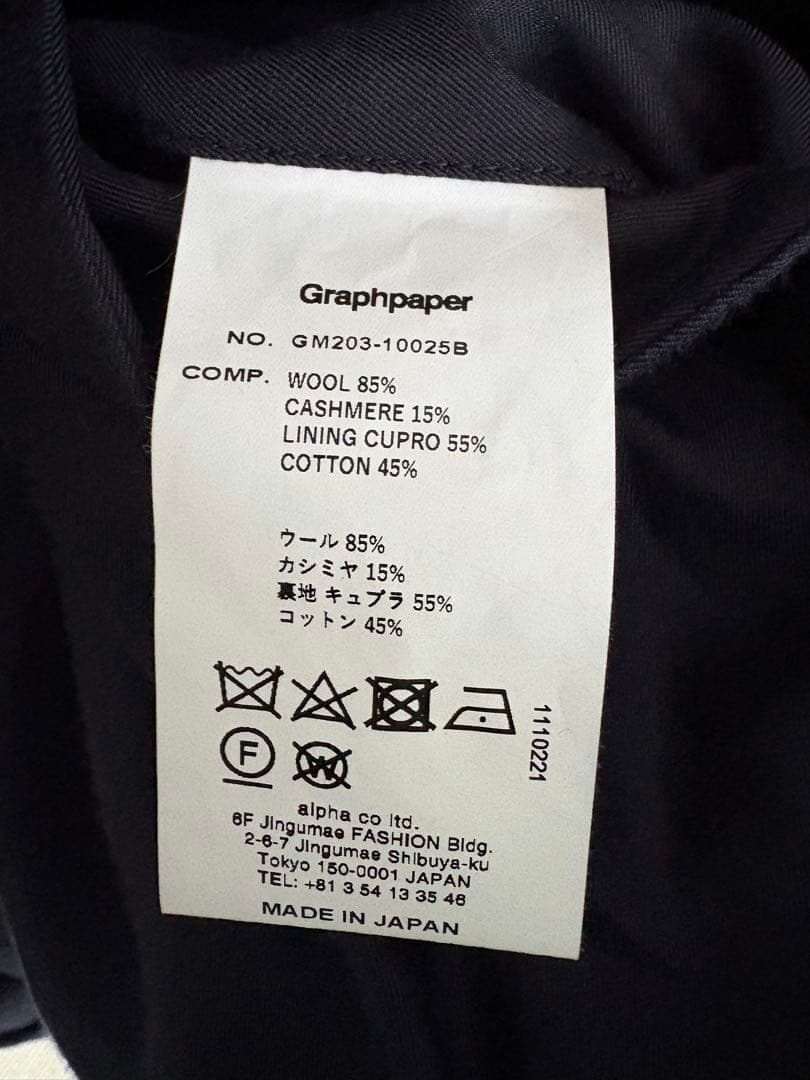 Graphpaper
NO. GM203-10025B
COMP. WOOL 85%
CASHMERE 15%
LINING CUPRO 55%
COTTON 45%
ウール 85%
カシミヤ 15%
裏地 キュプラ 55%
コットン 45%
1110221
F
W
alpha co ltd.
6F Jingumae FASHION Bldg.
2-6-7 Jingumae Shibuya-ku
Tokyo 150-0001 JAPAN
TEL: +81 3 54 13 35 46
MADE IN JAPAN